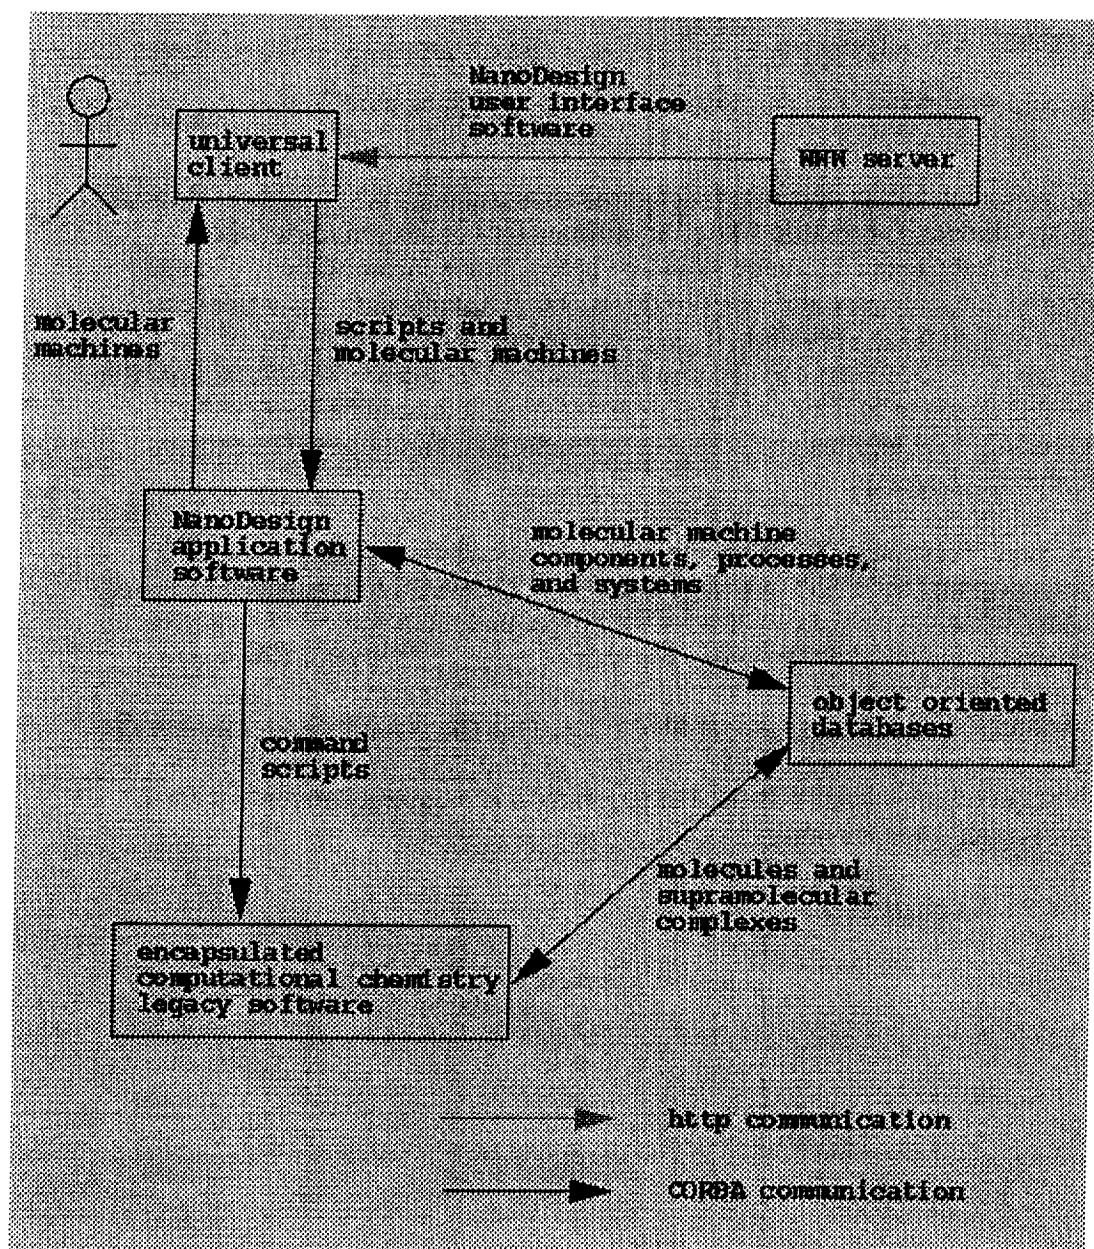 NanoDesign
user interface
software
universal
client
WWW server
molecular
machines
scripts and
molecular machines
NanoDesign
application
software
molecular machine
components, processes,
and systems
object oriented
databases
command
scripts
molecules and
supramolecular
complexes
encapsulated
computational chemistry
legacy software
http communication
CORBA communication